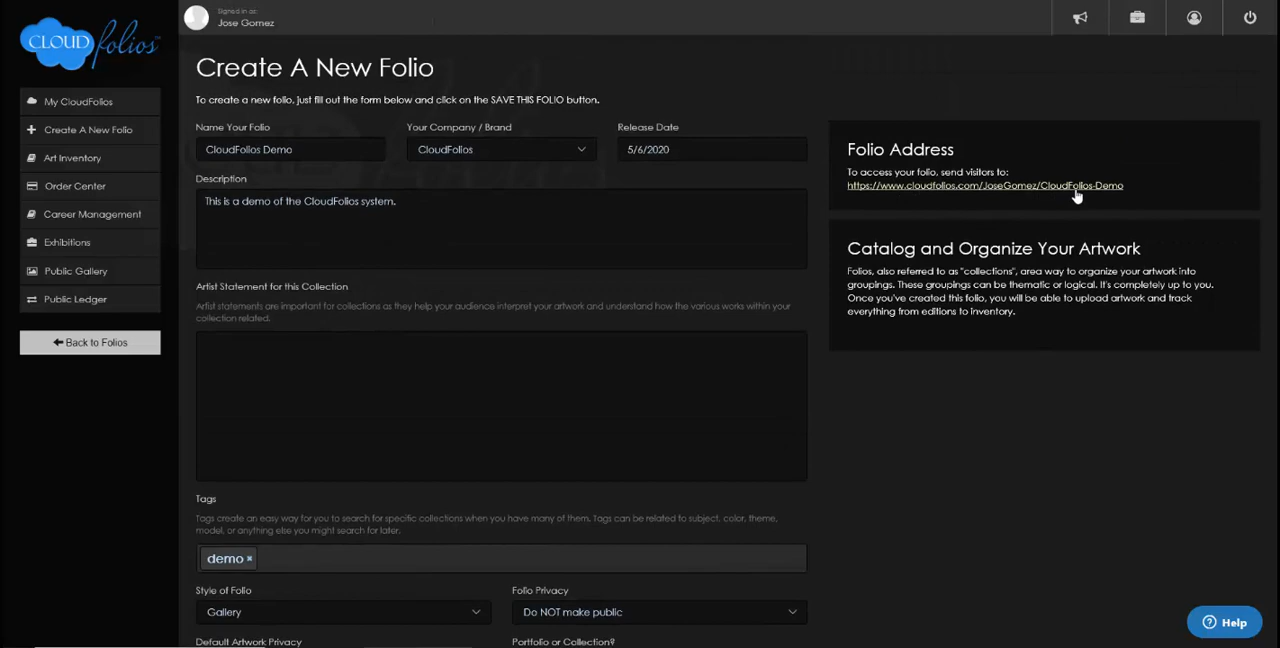 CLOUDfolios
Signed in as:
Jose Gomez
My CloudFolios
Create A New Folio
Art Inventory
Order Center
Career Management
Exhibitions
Public Gallery
Public Ledger
Back to Folios
Create A New Folio
To create a new folio, just fill out the form below and click on the SAVE THIS FOLIO button.
Name Your Folio
CloudFolios Demo
Your Company / Brand
CloudFolios
Release Date
5/6/2020
Description
This is a demo of the CloudFolios system.
Artist Statement for this Collection
Artist statements are important for collections as they help your audience interpret your artwork and understand how the various works within your
collection related.
Tags
Tags create an easy way for you to search for specific collections when you have many of them. Tags can be related to subject, color, theme,
model, or anything else you might search for later.
demo ×
Style of Folio
Gallery
Folio Privacy
Do NOT make public
Default Artwork Privacy
Portfolio or Collection?
Folio Address
To access your folio, send visitors to:
https://www.cloudfolios.com/JoseGomez/CloudFolios-Demo
Catalog and Organize Your Artwork
Folios, also referred to as "collections", area way to organize your artwork into
groupings. These groupings can be thematic or logical. It's completely up to you.
Once you've created this folio, you will be able to upload artwork and track
everything from editions to inventory.
Help